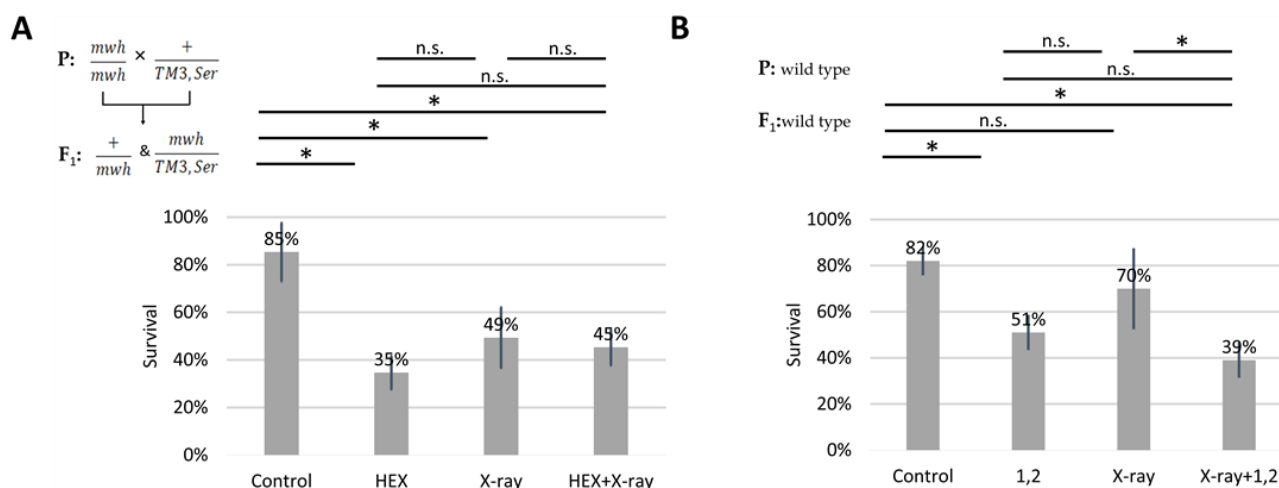 A
P: mwh/mwh × +/TM3, Ser
F1: +/mwh & mwh/TM3, Ser
n.s. n.s.
n.s.
*
*
*
Survival
100%
80%
60%
40%
20%
0%
85%
35%
49%
45%
Control HEX X-ray HEX+X-ray
B
P: wild type
F1:wild type
n.s. *
n.s.
*
n.s.
*
Survival
100%
80%
60%
40%
20%
0%
82%
51%
70%
39%
Control 1,2 X-ray X-ray+1,2